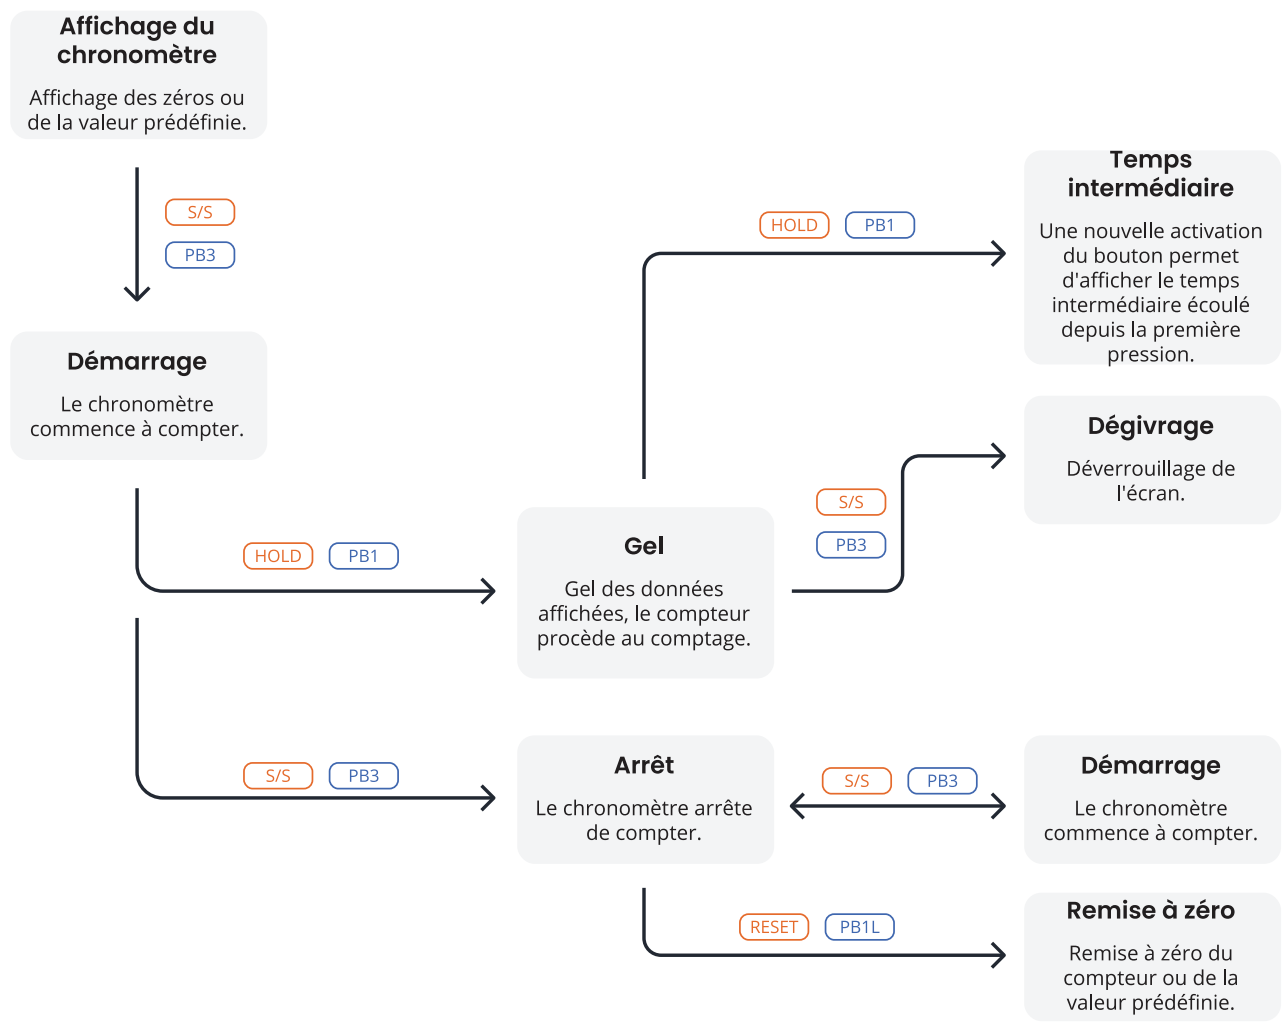 Affichage du
chronomètre
Affichage des zéros ou
de la valeur prédéfinie.
S/S
PB3
Démarrage
Le chronomètre
commence à compter.
HOLD PB1
Gel
Gel des données
affichées, le compteur
procède au comptage.
HOLD PB1
Temps
intermédiaire
Une nouvelle activation
du bouton permet
d'afficher le temps
intermédiaire écoulé
depuis la première
pression.
S/S
PB3
Dégivrage
Déverrouillage de
l'écran.
S/S PB3
Arrêt
Le chronomètre arrête
de compter.
S/S PB3
Démarrage
Le chronomètre
commence à compter.
RESET PB1L
Remise à zéro
Remise à zéro du
compteur ou de la
valeur prédéfinie.